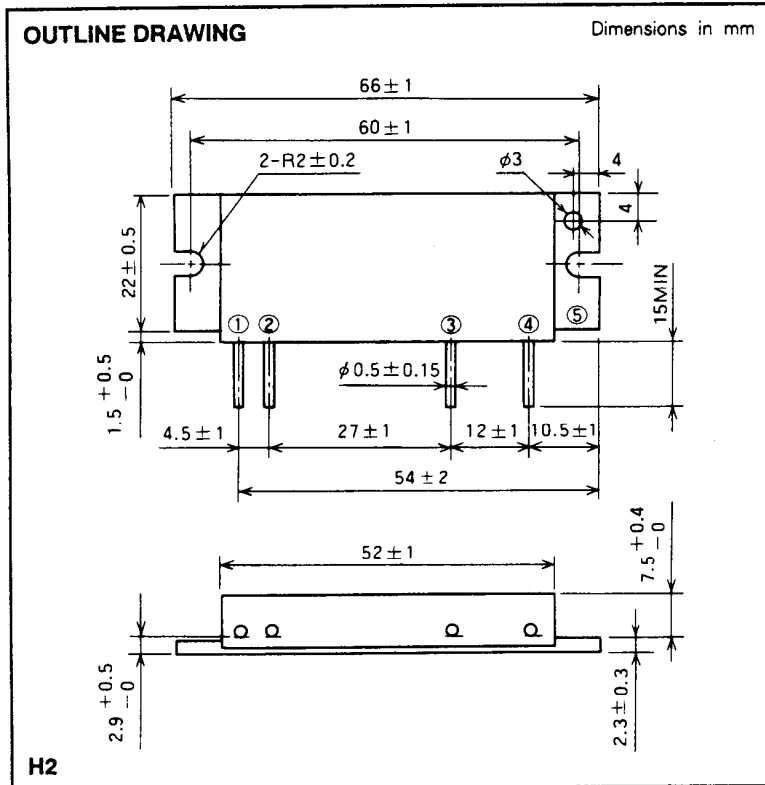 OUTLINE DRAWING
Dimensions in mm
66±1
60±1
2-R2±0.2
ϕ3
4
4
22±0.5
15MIN
① ② ③ ④ ⑤
ϕ0.5±0.15
1.5 +0.5 −0
4.5±1
27±1
12±1
10.5±1
54±2
52±1
7.5 +0.4 −0
2.9 +0.5 −0
2.3±0.3
H2